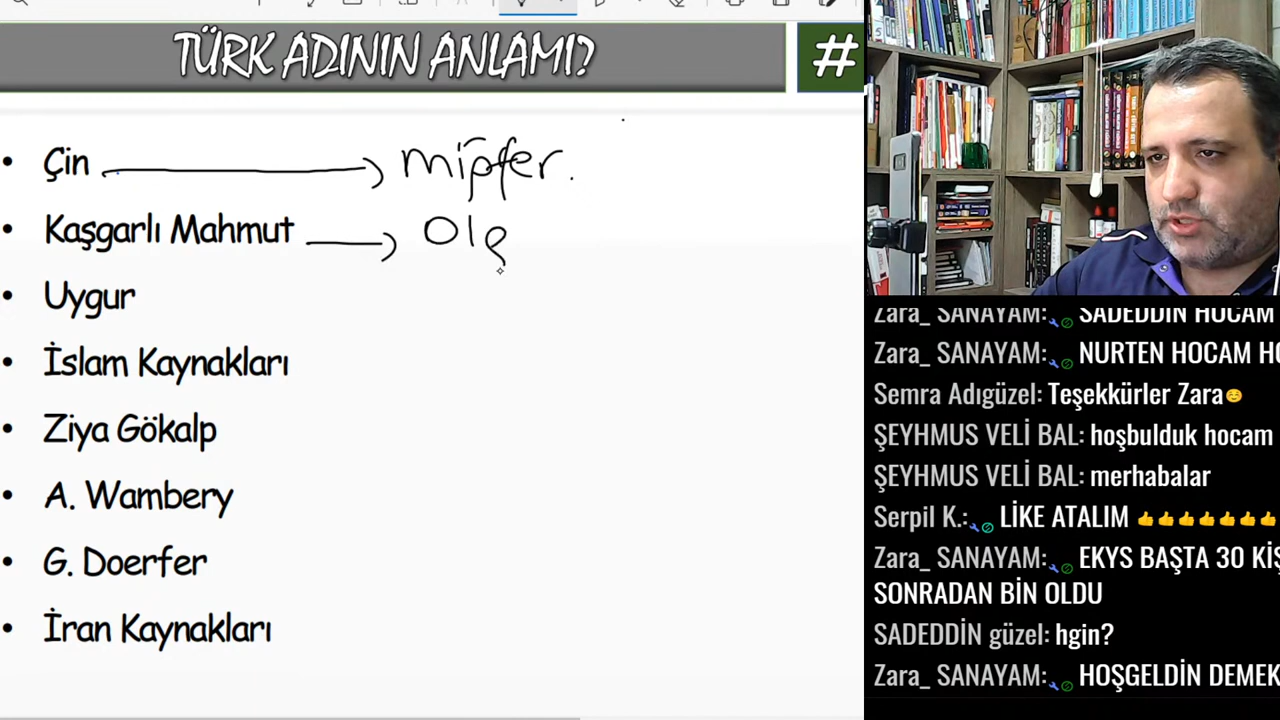 TÜRK ADININ ANLAMI?
#
• Çin miğfer.
• Kaşgarlı Mahmut Olg
• Uygur
• İslam Kaynakları
• Ziya Gökalp
• A. Wambery
• G. Doerfer
• İran Kaynakları
Zara_ SANAYAM: SADEDDİN HOCAM
Zara_ SANAYAM: NURTEN HOCAM HO
Semra Adıgüzel: Teşekkürler Zara☺️
ŞEYHMUS VELİ BAL: hoşbulduk hocam
ŞEYHMUS VELİ BAL: merhabalar
Serpil K.: LİKE ATALIM 👍👍👍👍👍👍👍
Zara_ SANAYAM: EKYS BAŞTA 30 KİŞ
SONRADAN BİN OLDU
SADEDDİN güzel: hgin?
Zara_ SANAYAM: HOŞGELDİN DEMEK